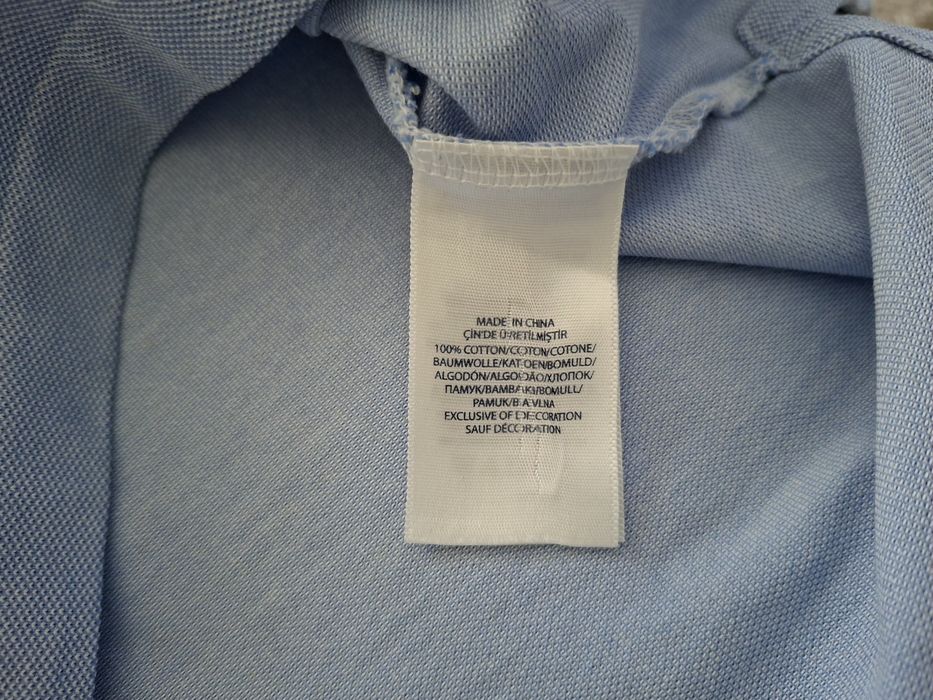 MADE IN CHINA
ÇİN'DE ÜRETİLMİŞTİR
100% COTTON/COTON/COTONE/
BAUMWOLLE/KATOEN/BOMULD/
ALGODÓN/ALGODÃO/ХЛОПОК/
ПАМУК/BAMBAKI/BOMULL/
PAMUK/BAVLNA
EXCLUSIVE OF DECORATION
SAUF DÉCORATION